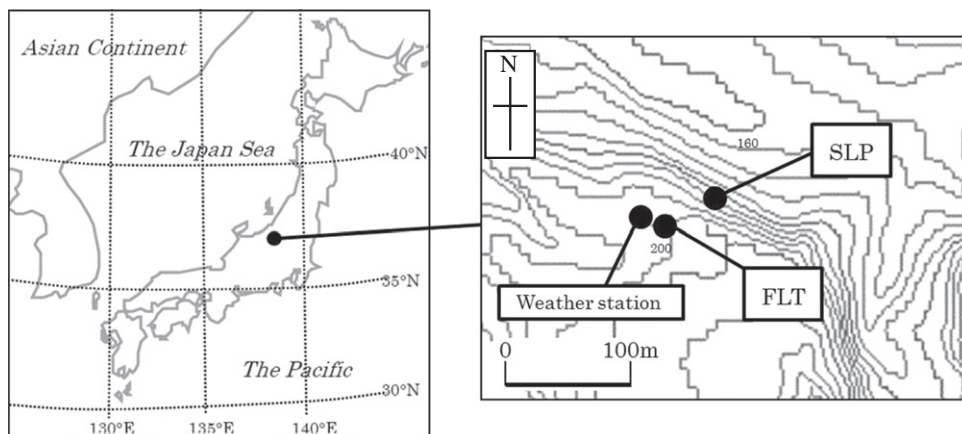 Asian Continent
The Japan Sea
40°N
35°N
The Pacific
30°N
130°E
135°E
140°E
N
160
SLP
200
Weather station
FLT
0
100m